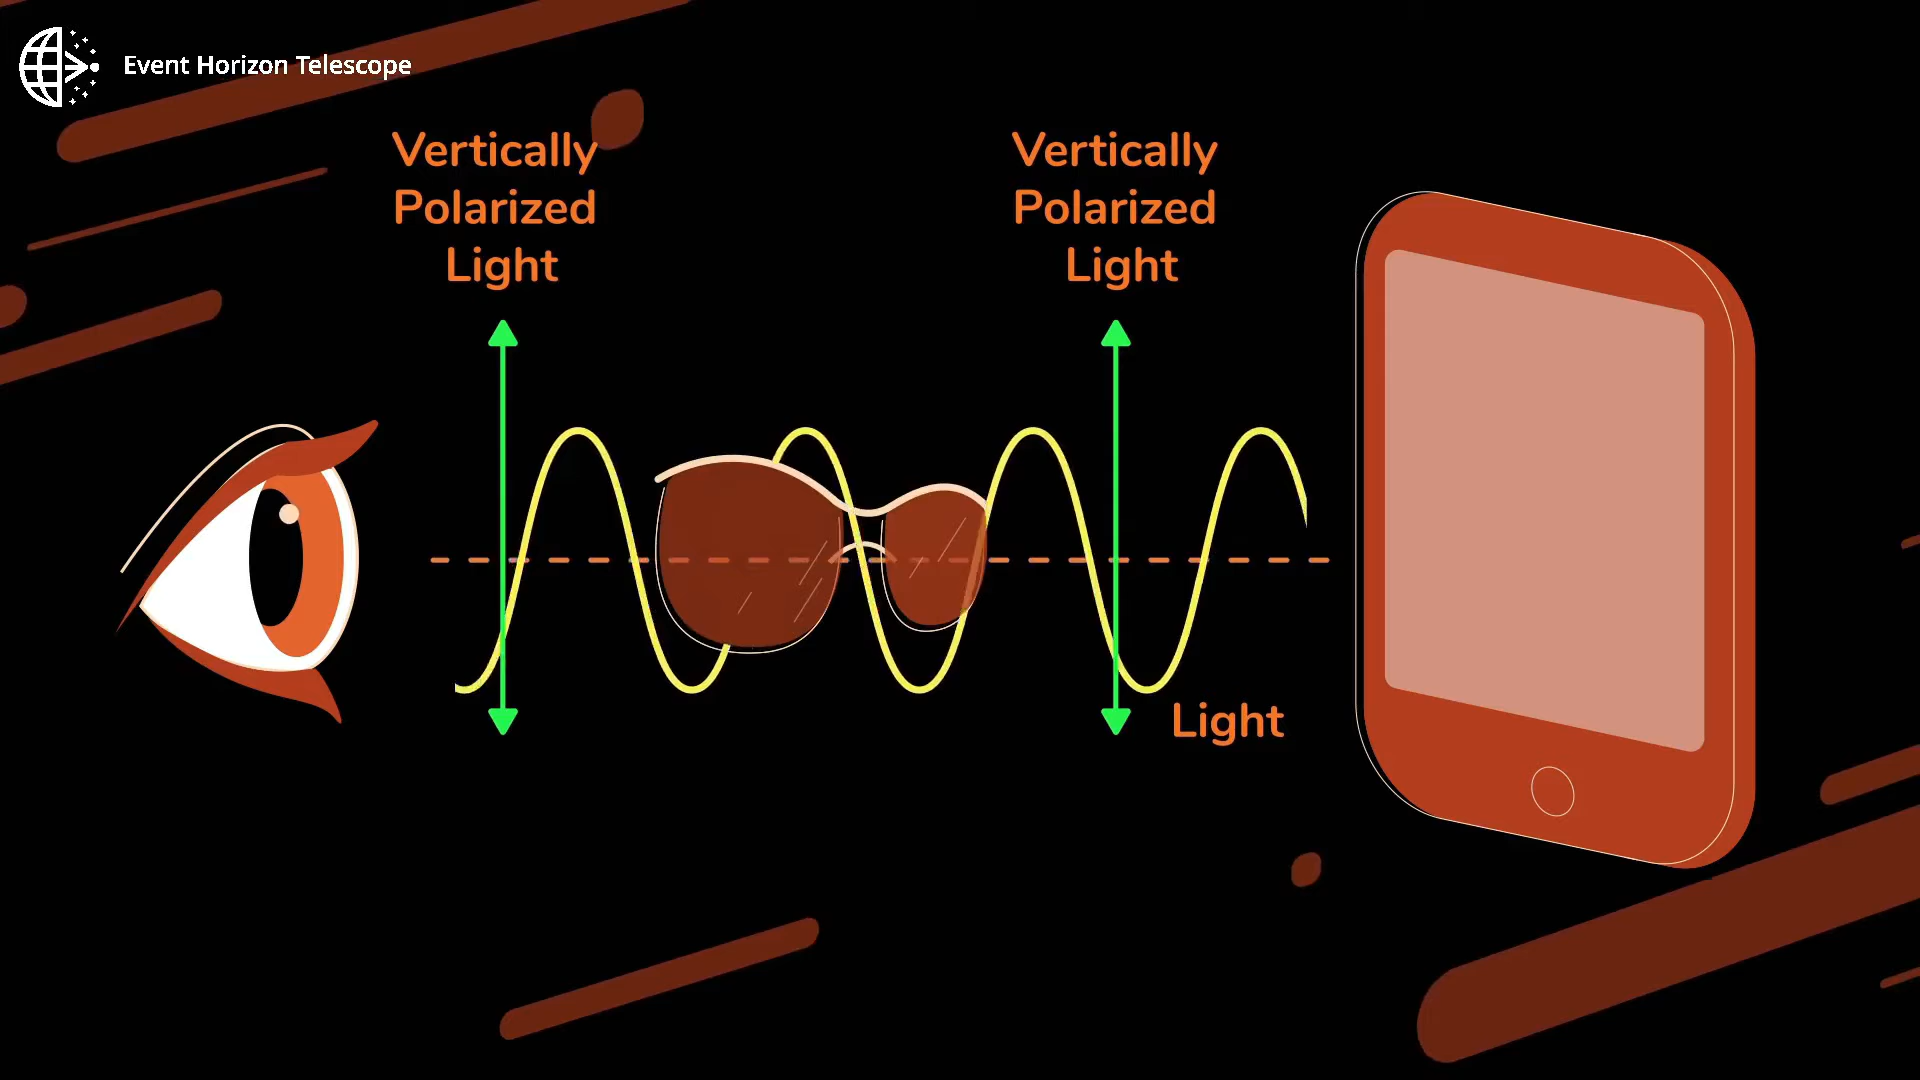 Event Horizon Telescope
Vertically
Polarized
Light
Vertically
Polarized
Light
Light